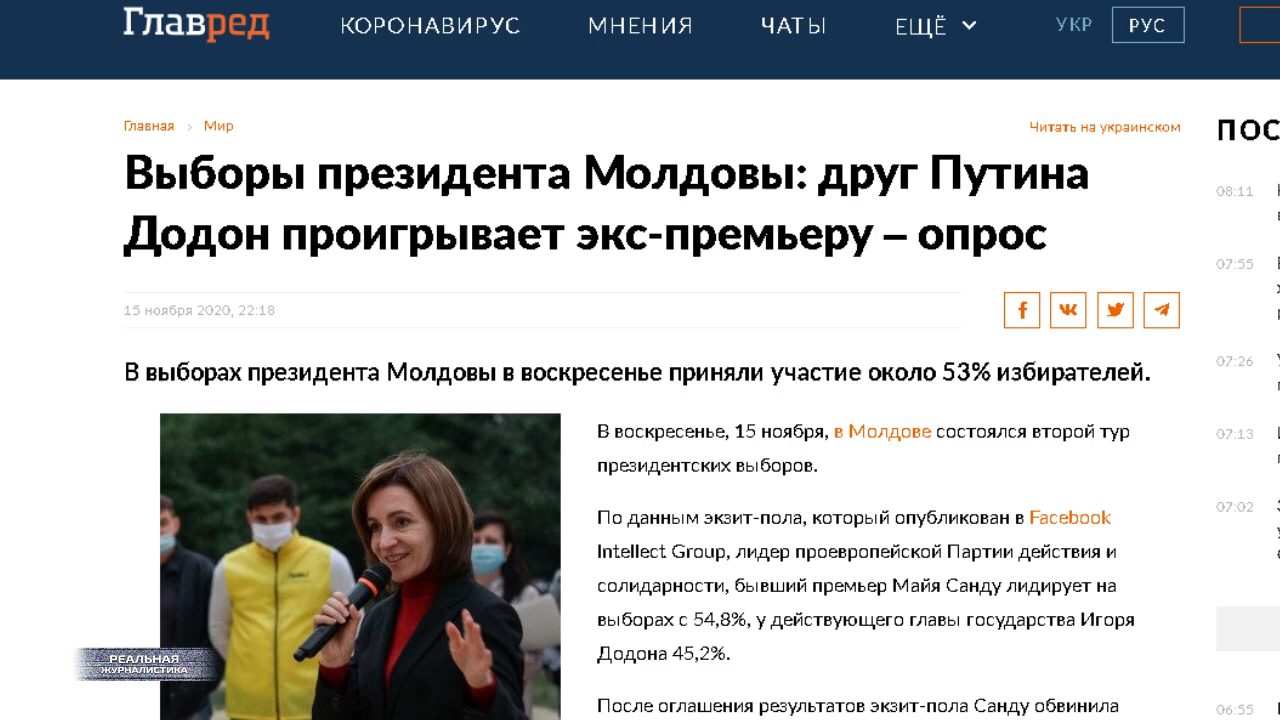 Главред
КОРОНАВИРУС МНЕНИЯ ЧАТЫ ЕЩЁ УКР РУС
Главная › Мир
Читать на украинском
Выборы президента Молдовы: друг Путина
Додон проигрывает экс-премьеру – опрос
15 ноября 2020, 22:18
В выборах президента Молдовы в воскресенье приняли участие около 53% избирателей.
В воскресенье, 15 ноября, в Молдове состоялся второй тур
президентских выборов.
По данным экзит-пола, который опубликован в Facebook
Intellect Group, лидер проевропейской Партии действия и
солидарности, бывший премьер Майя Санду лидирует на
выборах с 54,8%, у действующего главы государства Игоря
Додона 45,2%.
После оглашения результатов экзит-пола Санду обвинила
РЕАЛЬНАЯ
ЖУРНАЛИСТИКА
ПОС
08:11
07:55
07:26
07:13
07:02
06:55